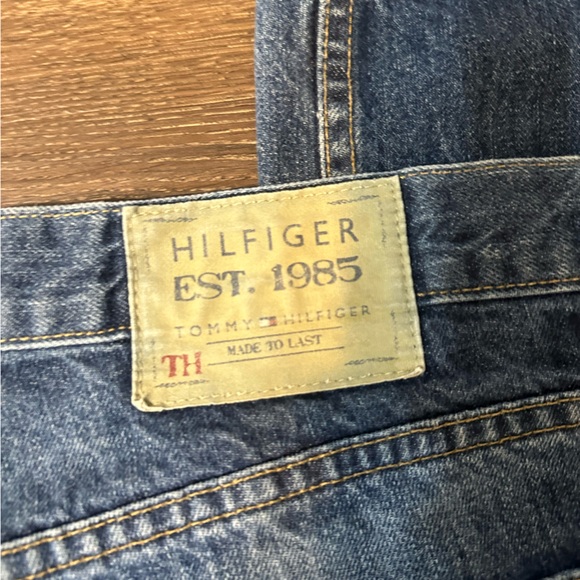 HILFIGER
EST. 1985
TOMMY HILFIGER
MADE TO LAST
TH